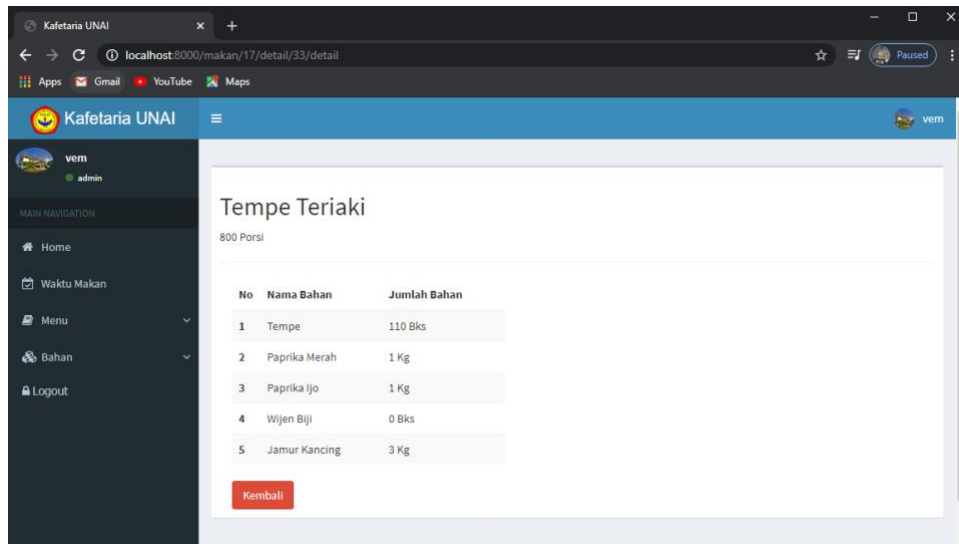 Kafetaria UNAI
localhost:8000/makan/17/detail/33/detail
Paused
Apps Gmail YouTube Maps
Kafetaria UNAI
vem
vem
admin
MAIN NAVIGATION
Home
Waktu Makan
Menu
Bahan
Logout
Tempe Teriaki
800 Porsi
No Nama Bahan Jumlah Bahan
1 Tempe 110 Bks
2 Paprika Merah 1 Kg
3 Paprika Ijo 1 Kg
4 Wijen Biji 0 Bks
5 Jamur Kancing 3 Kg
Kembali